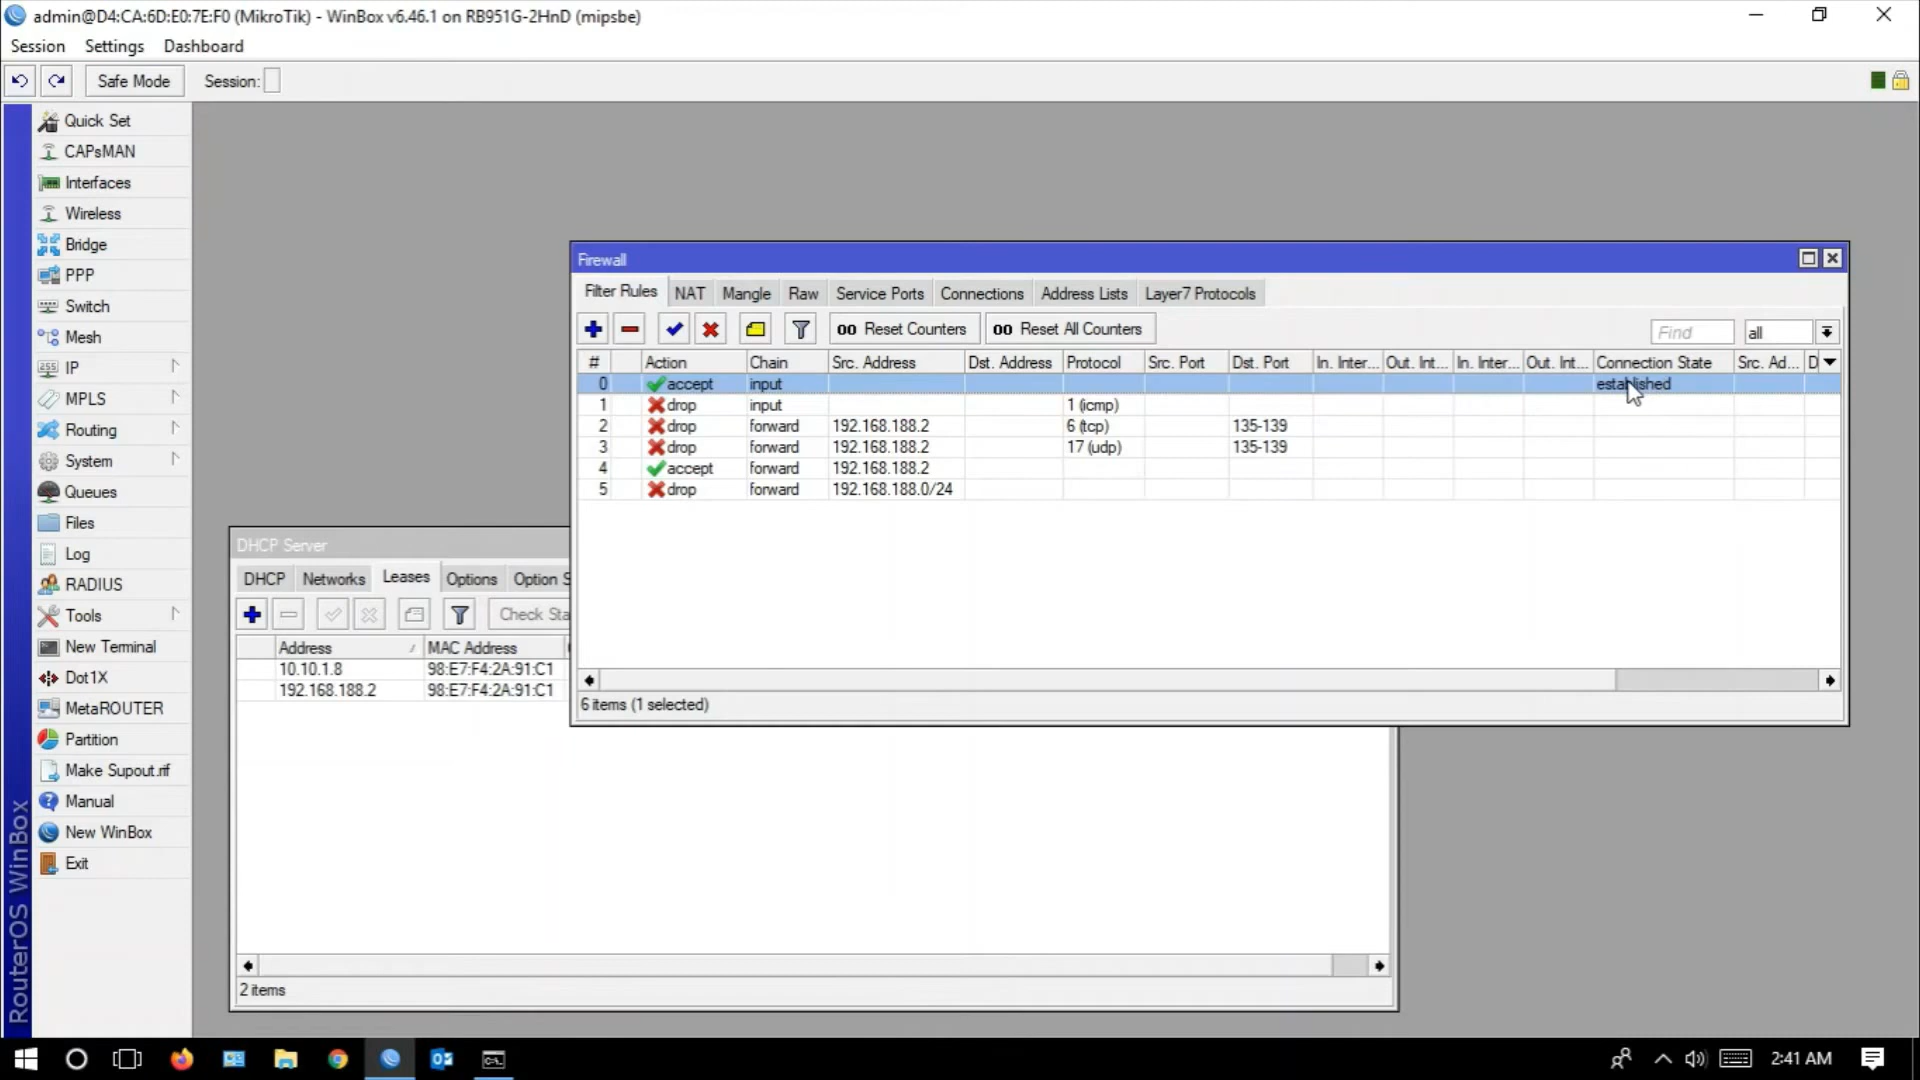 admin@D4:CA:6D:E0:7E:F0 (MikroTik) - WinBox v6.46.1 on RB951G-2HnD (mipsbe)
Session Settings Dashboard
Safe Mode Session:
Quick Set
CAPsMAN
Interfaces
Wireless
Bridge
PPP
Switch
Mesh
IP
MPLS
Routing
System
Queues
Files
Log
RADIUS
Tools
New Terminal
Dot1X
MetaROUTER
Partition
Make Supout.rif
Manual
New WinBox
Exit
RouterOS WinBox
Firewall
Filter Rules NAT Mangle Raw Service Ports Connections Address Lists Layer7 Protocols
00 Reset Counters 00 Reset All Counters Find all
# Action Chain Src. Address Dst. Address Protocol Src. Port Dst. Port In. Inter... Out. Int... In. Inter... Out. Int... Connection State Src. Ad... D
0 accept input established
1 drop input 1 (icmp)
2 drop forward 192.168.188.2 6 (tcp) 135-139
3 drop forward 192.168.188.2 17 (udp) 135-139
4 accept forward 192.168.188.2
5 drop forward 192.168.188.0/24
6 items (1 selected)
DHCP Server
DHCP Networks Leases Options Option S
Check Sta
Address MAC Address
10.10.1.8 98:E7:F4:2A:91:C1
192.168.188.2 98:E7:F4:2A:91:C1
2 items
2:41 AM